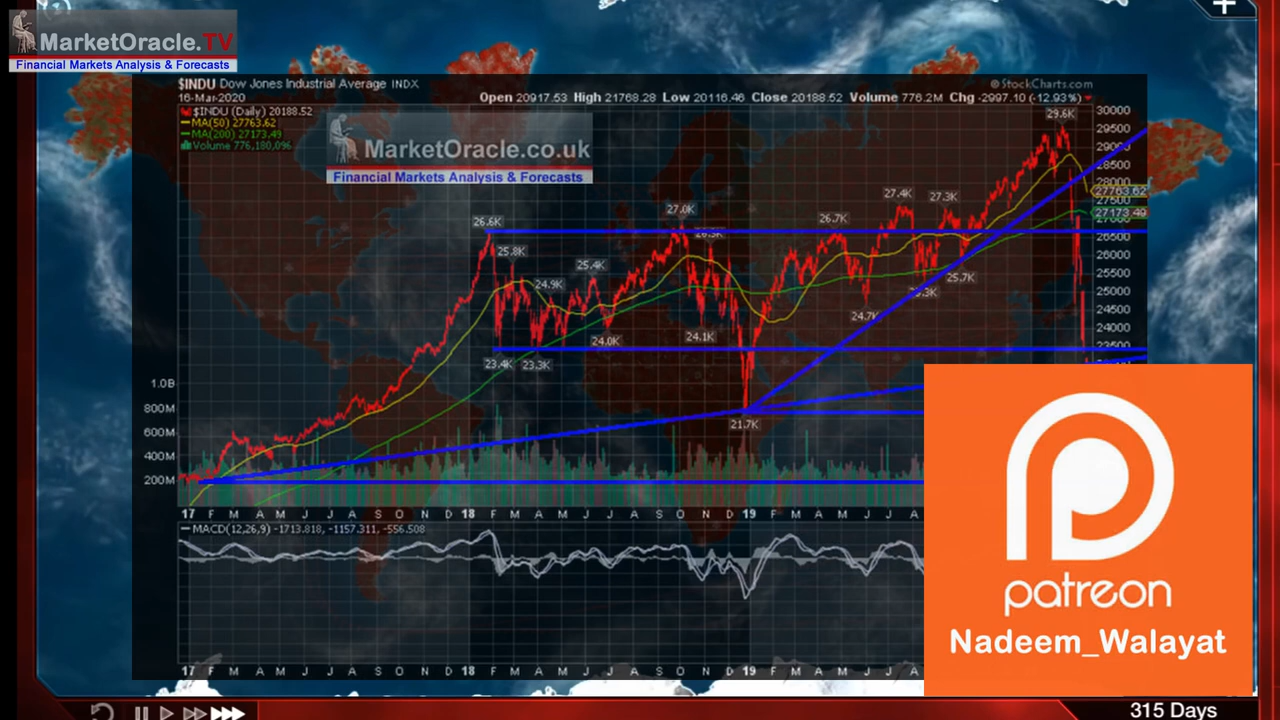 MarketOracle.TV
Financial Markets Analysis & Forecasts
$INDU Dow Jones Industrial Average INDX
© StockCharts.com
16-Mar-2020
Open 20917.53 High 21768.28 Low 20116.46 Close 20188.52 Volume 776.2M Chg -2997.10 (-12.93%)
$INDU (Daily) 20188.52
MA(50) 27763.62
MA(200) 27173.49
Volume 776,180,096
MarketOracle.co.uk
Financial Markets Analysis & Forecasts
30000
29.6K
29500
29000
28500
28000
27763.62
27.4K
27.3K
27500
27173.49
27.0K
26.7K
26.6K
26500
25.8K
26000
25.4K
25500
25.7K
24.9K
25000
24500
24.7K
24.0K
24.1K
24000
23500
23.4K 23.3K
1.0B
800M
21.7K
600M
400M
200M
17 F M A M J J A S O N D 18 F M A M J J A S O N D 19 F M A M J J A
MACD(12,26,9) -1713.818, -1157.311, -556.508
17 F M A M J J A S O N D 18 F M A M J J A S O N D 19 F M A M J J A
patreon
Nadeem_Walayat
315 Days